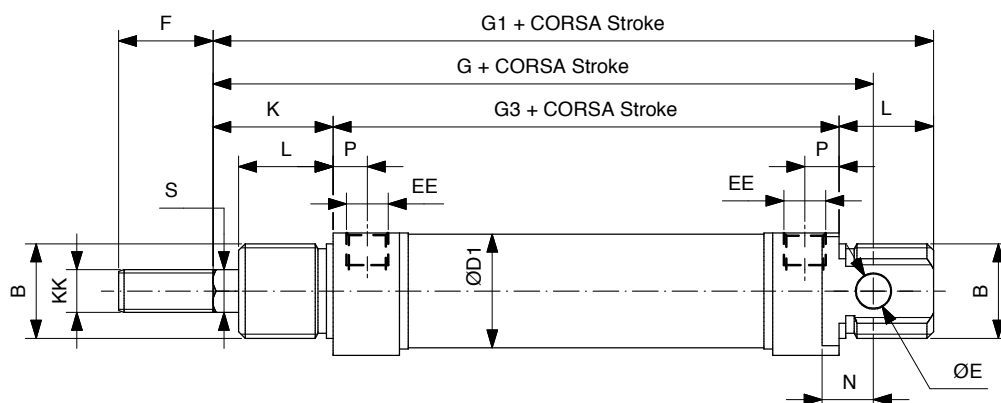 F
G1 + CORSA Stroke
G + CORSA Stroke
K
G3 + CORSA Stroke
L
L
P
P
S
EE
EE
B
KK
ØD1
B
N
ØE